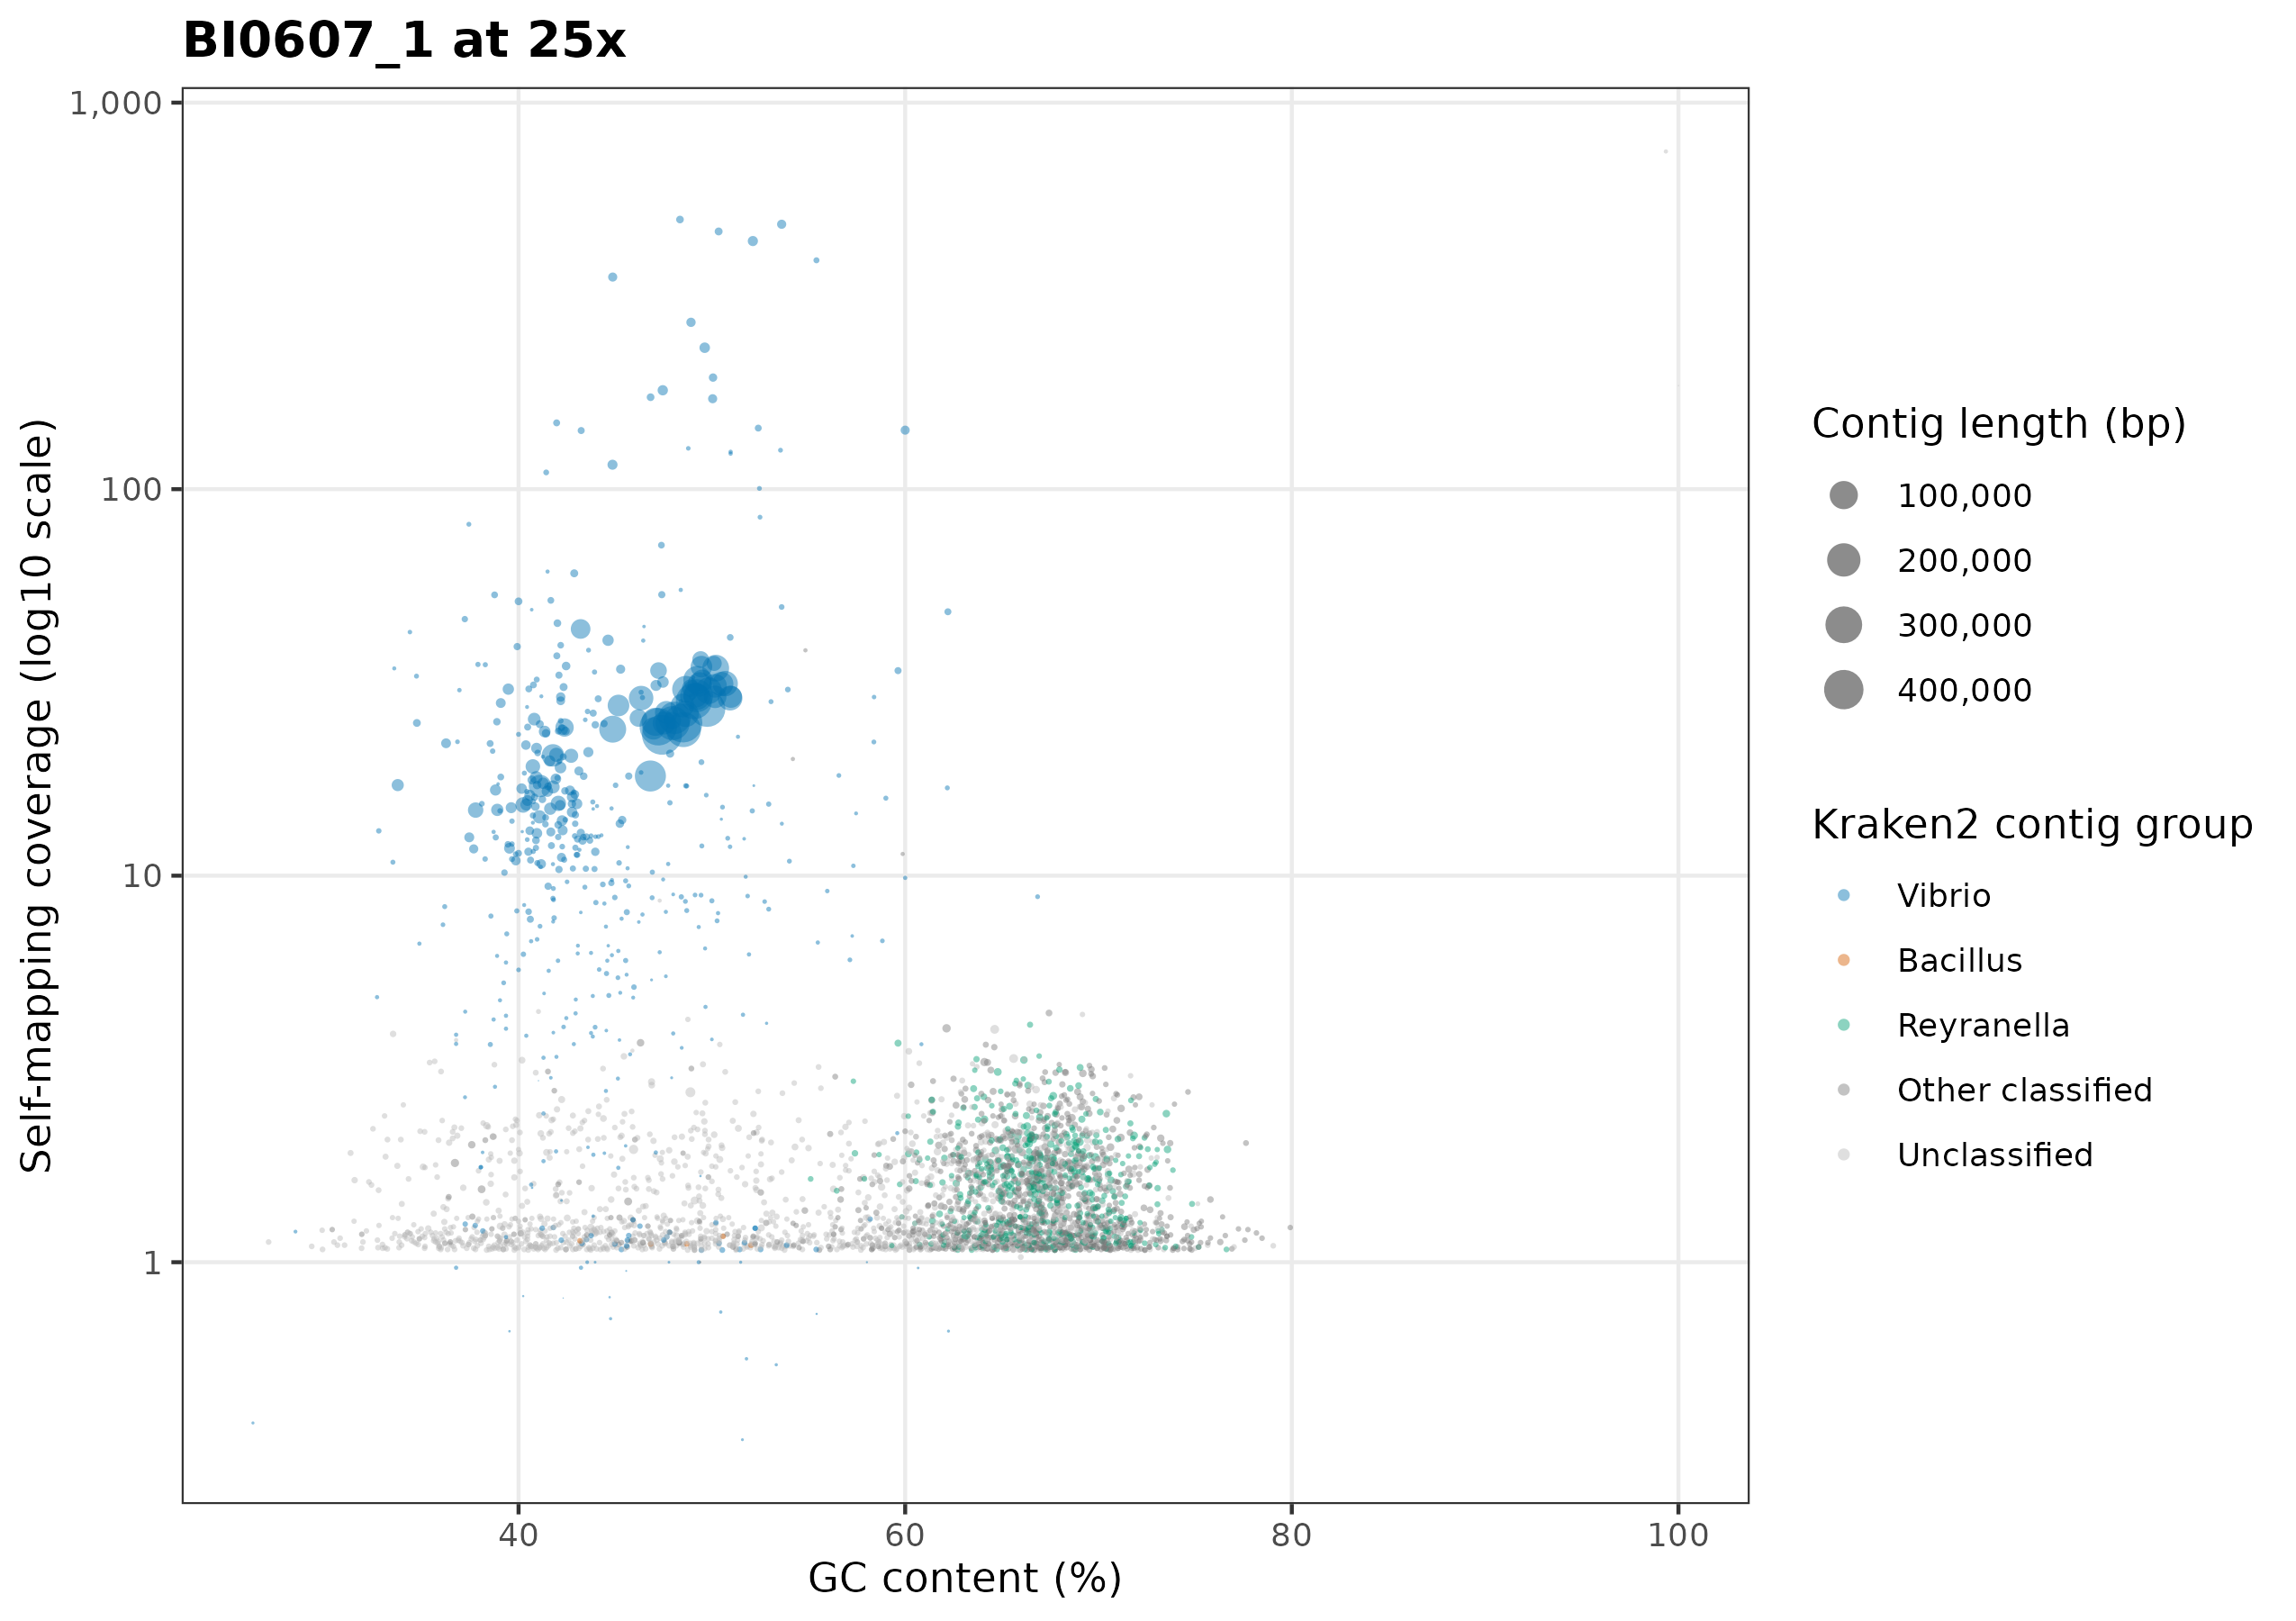 BI0607_1 at 25x
1,000
100
10
1
Self-mapping coverage (log10 scale)
40
60
80
100
GC content (%)
Contig length (bp)
100,000
200,000
300,000
400,000
Kraken2 contig group
Vibrio
Bacillus
Reyranella
Other classified
Unclassified